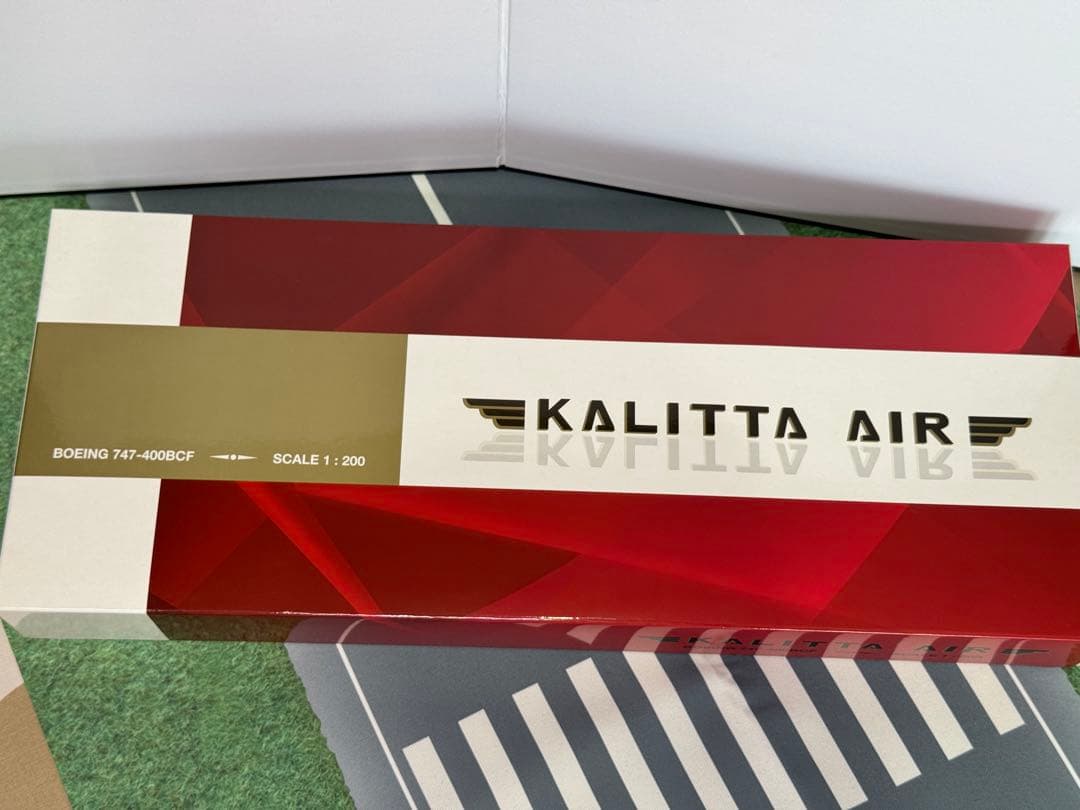 KALITTA AIR
BOEING 747-400BCF SCALE 1 : 200
KALITTA AIR